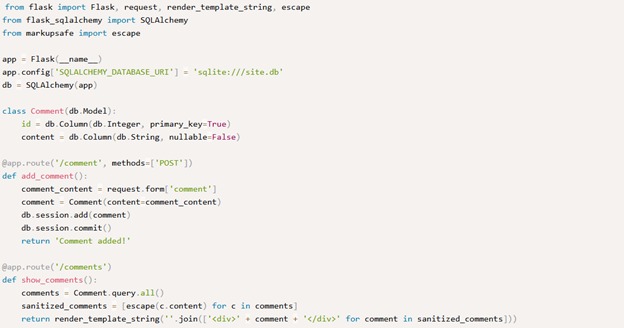 from flask import Flask, request, render_template_string, escape
from flask_sqlalchemy import SQLAlchemy
from markupsafe import escape
app = Flask(__name__)
app.config['SQLALCHEMY_DATABASE_URI'] = 'sqlite:///site.db'
db = SQLAlchemy(app)
class Comment(db.Model):
    id = db.Column(db.Integer, primary_key=True)
    content = db.Column(db.String, nullable=False)
@app.route('/comment', methods=['POST'])
def add_comment():
    comment_content = request.form['comment']
    comment = Comment(content=comment_content)
    db.session.add(comment)
    db.session.commit()
    return 'Comment added!'
@app.route('/comments')
def show_comments():
    comments = Comment.query.all()
    sanitized_comments = [escape(c.content) for c in comments]
    return render_template_string(''.join(['<div>' + comment + '</div>' for comment in sanitized_comments]))